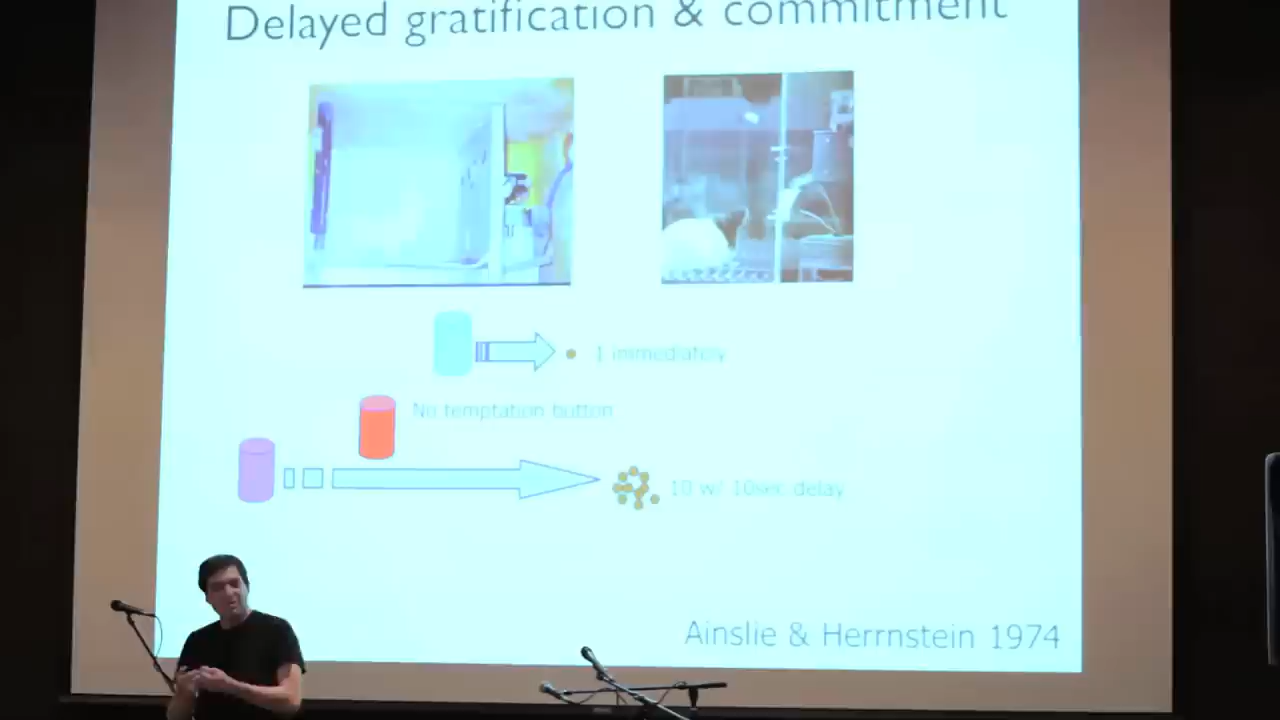 Delayed gratification & commitment
1 immediately
No temptation button
10 w/ 10sec delay
Ainslie & Herrnstein 1974